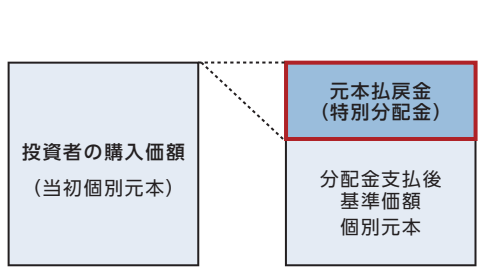 投資者の購入価額
（当初個別元本）
元本払戻金
（特別分配金）
分配金支払後
基準価額
個別元本